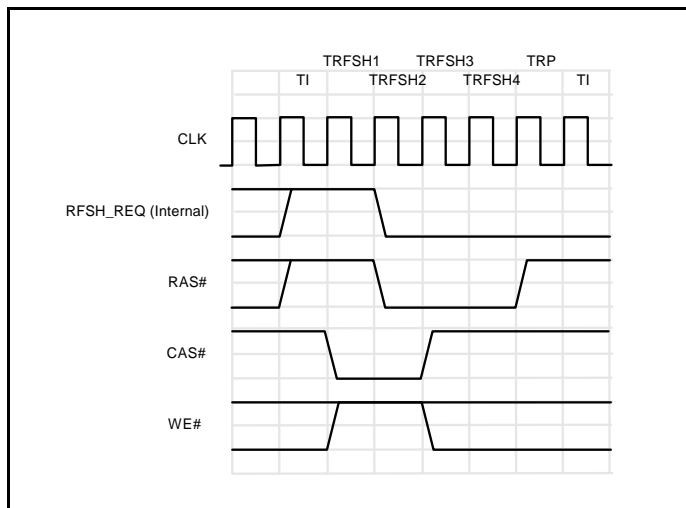 TRFSH1 TRFSH3 TRP
TI TRFSH2 TRFSH4 TI
CLK
RFSH_REQ (Internal)
RAS#
CAS#
WE#